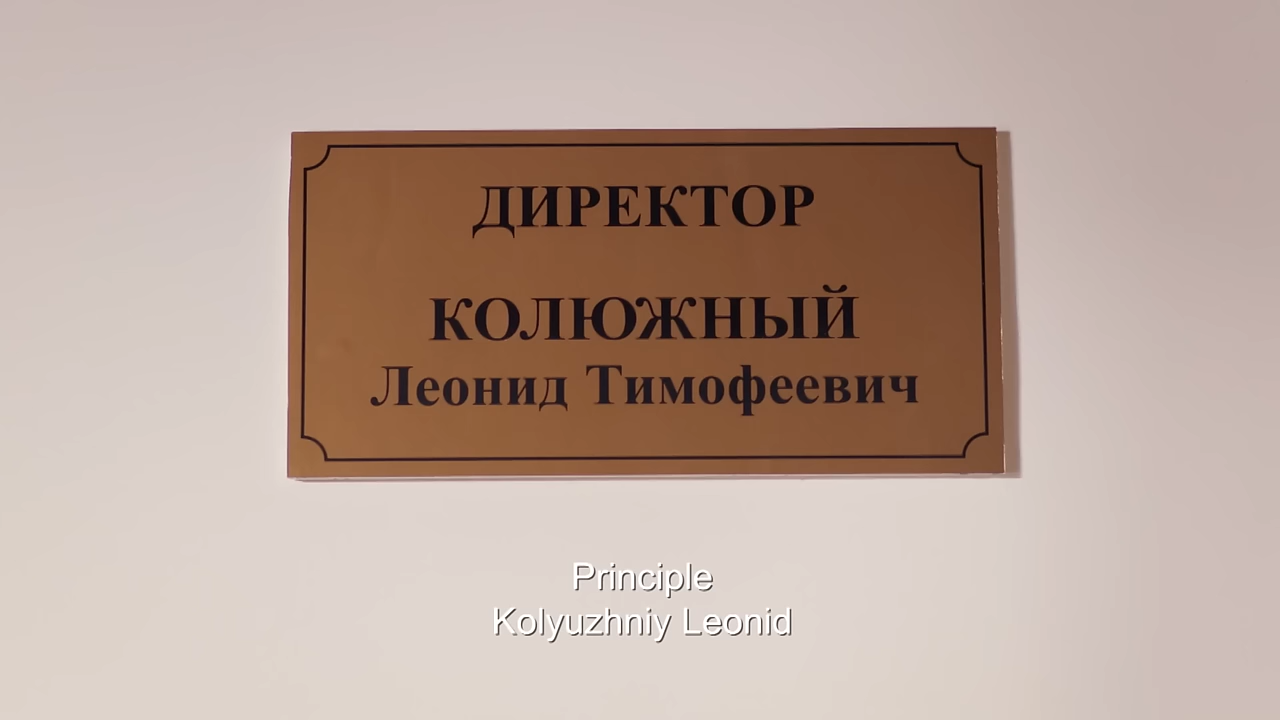 ДИРЕКТОР
КОЛЮЖНЫЙ
Леонид Тимофеевич
Principle
Kolyuzhniy Leonid